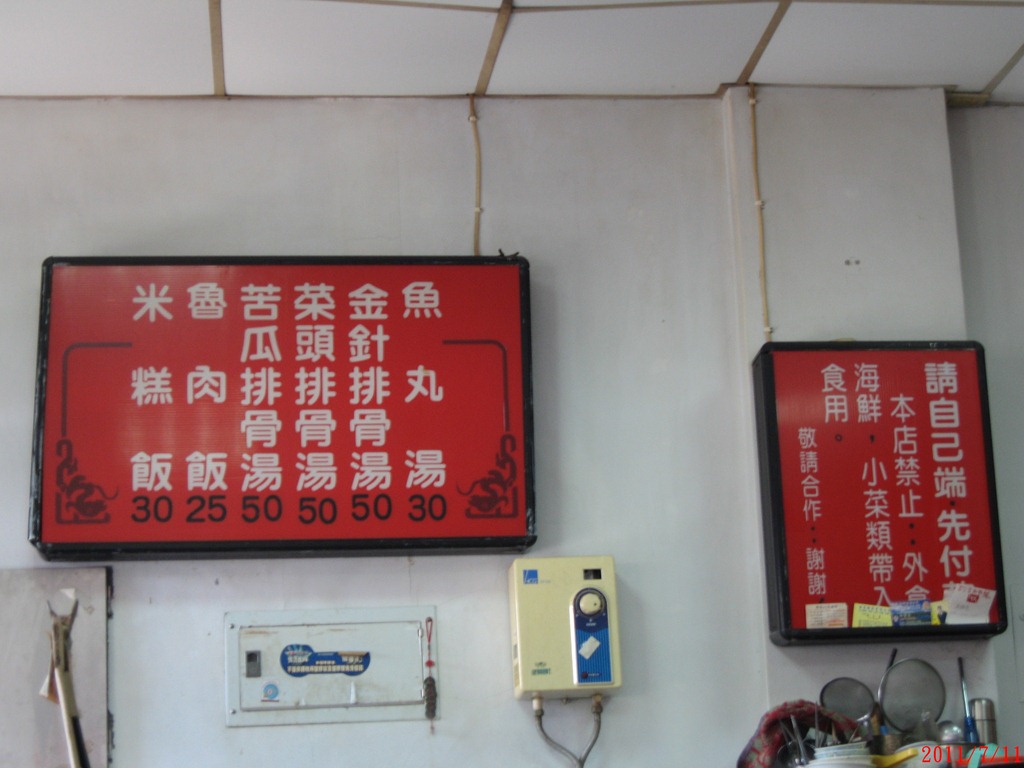 魚丸湯 30
金針排骨湯 50
菜頭排骨湯 50
苦瓜排骨湯 50
魯肉飯 25
米糕飯 30
請自己端.先付
本店禁止:外食
海鮮,小菜類帶入
食用。
敬請合作:謝謝.
2011/7/11